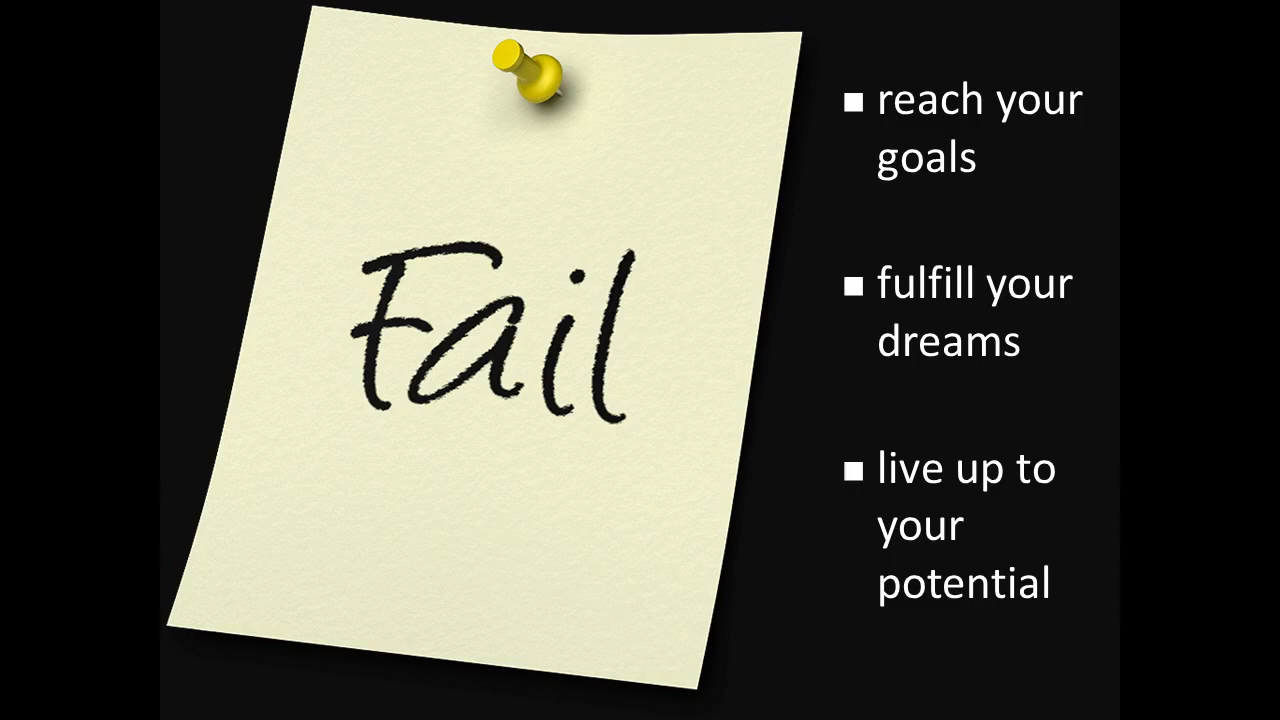 Fail
▪ reach your
goals
▪ fulfill your
dreams
▪ live up to
your
potential